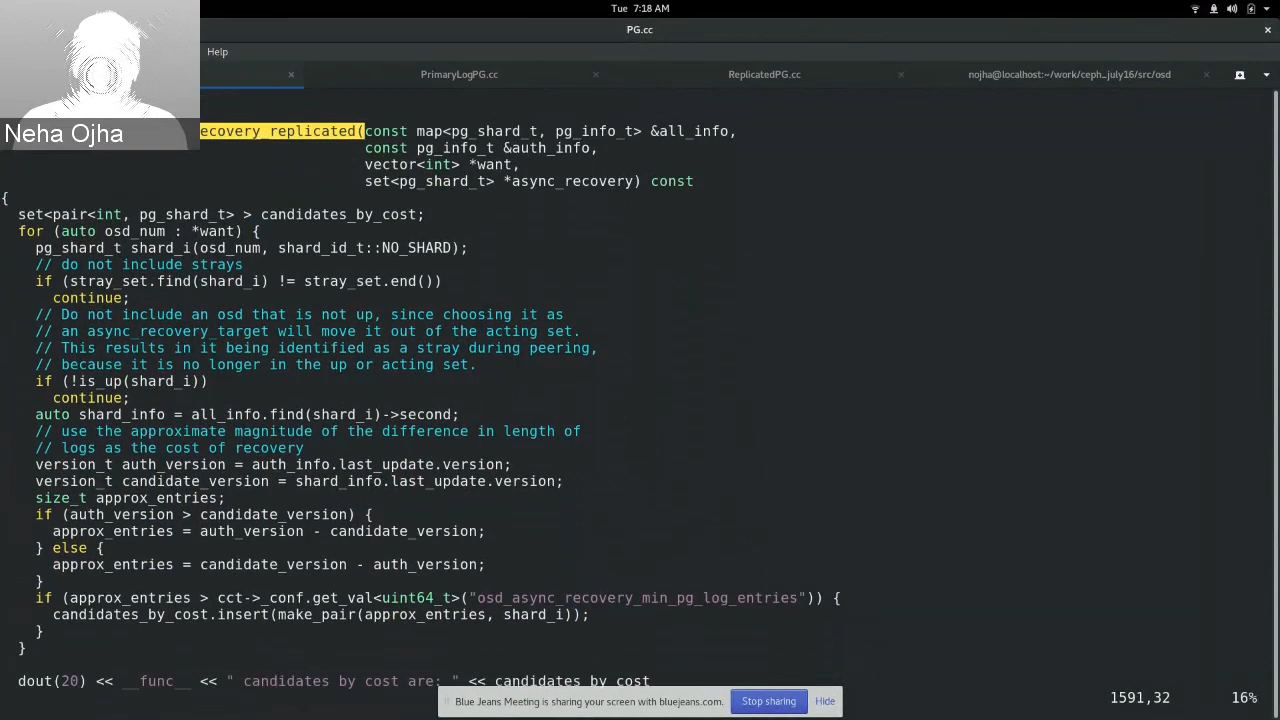 Tue 7:18 AM
PG.cc
Help
PrimaryLogPG.cc
ReplicatedPG.cc
nojha@localhost:~/work/ceph_july16/src/osd
Neha Ojha
ecovery_replicated(const map<pg_shard_t, pg_info_t> &all_info,
const pg_info_t &auth_info,
vector<int> *want,
set<pg_shard_t> *async_recovery) const
{
set<pair<int, pg_shard_t> > candidates_by_cost;
for (auto osd_num : *want) {
pg_shard_t shard_i(osd_num, shard_id_t::NO_SHARD);
// do not include strays
if (stray_set.find(shard_i) != stray_set.end())
continue;
// Do not include an osd that is not up, since choosing it as
// an async_recovery_target will move it out of the acting set.
// This results in it being identified as a stray during peering,
// because it is no longer in the up or acting set.
if (!is_up(shard_i))
continue;
auto shard_info = all_info.find(shard_i)->second;
// use the approximate magnitude of the difference in length of
// logs as the cost of recovery
version_t auth_version = auth_info.last_update.version;
version_t candidate_version = shard_info.last_update.version;
size_t approx_entries;
if (auth_version > candidate_version) {
approx_entries = auth_version - candidate_version;
} else {
approx_entries = candidate_version - auth_version;
}
if (approx_entries > cct->_conf.get_val<uint64_t>("osd_async_recovery_min_pg_log_entries")) {
candidates_by_cost.insert(make_pair(approx_entries, shard_i));
}
}
dout(20) << __func__ << " candidates by cost are: " << candidates_by_cost
Blue Jeans Meeting is sharing your screen with bluejeans.com.
Stop sharing
Hide
1591,32
16%